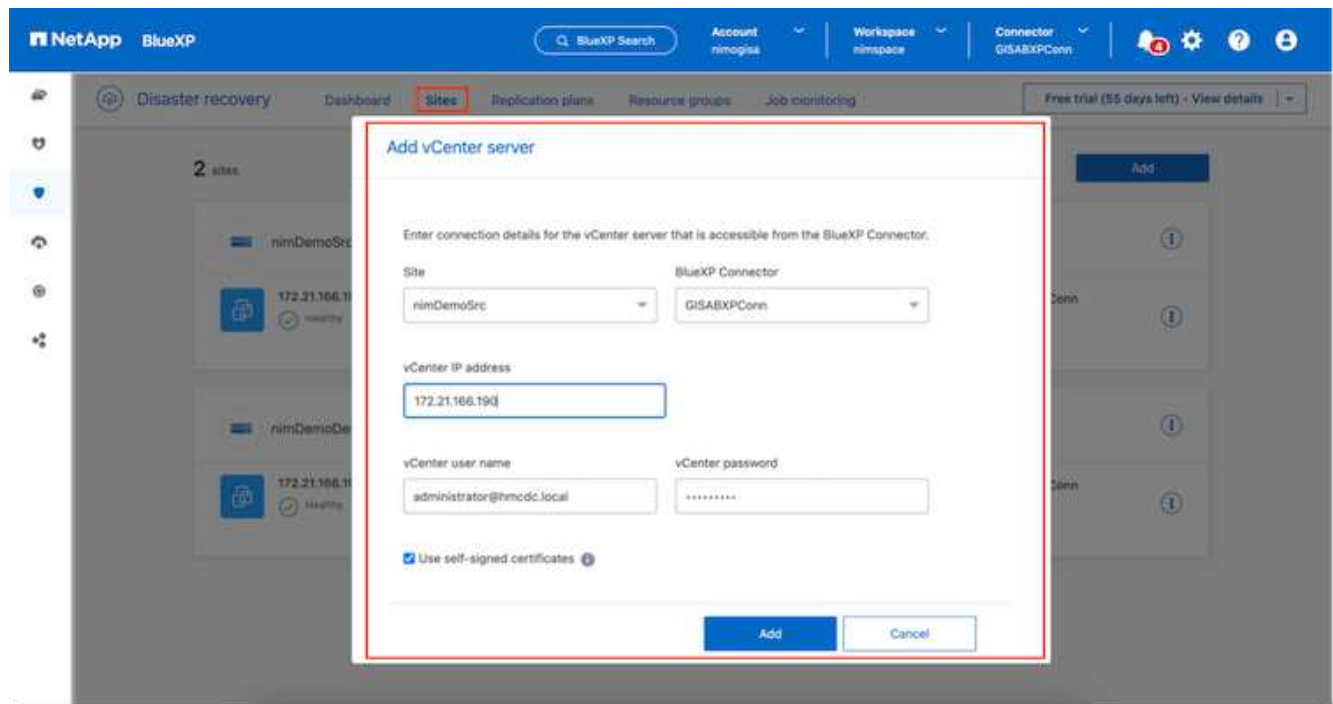 NetApp BlueXP
BlueXP Search
Account
nimogisa
Workspace
nimspace
Connector
GISABXPConn
4
Disaster recovery
Dashboard
Sites
Replication plans
Resource groups
Job monitoring
Free trial (55 days left) - View details
2 sites
Add
Add vCenter server
Enter connection details for the vCenter server that is accessible from the BlueXP Connector.
Site
BlueXP Connector
nimDemoSrc
GISABXPConn
vCenter IP address
172.21.166.190
vCenter user name
vCenter password
administrator@hmcdc.local
•••••••••
Use self-signed certificates
Add
Cancel
nimDemoSrc
172.21.166.1
Healthy
Conn
nimDemoDe
172.21.166.1
Healthy
Conn